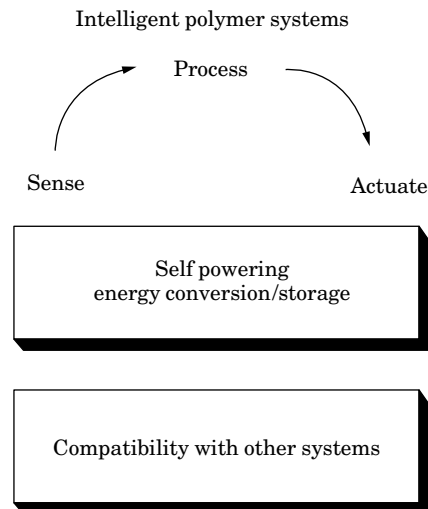 Intelligent polymer systems
Process
Sense
Actuate
Self powering
energy conversion/storage
Compatibility with other systems